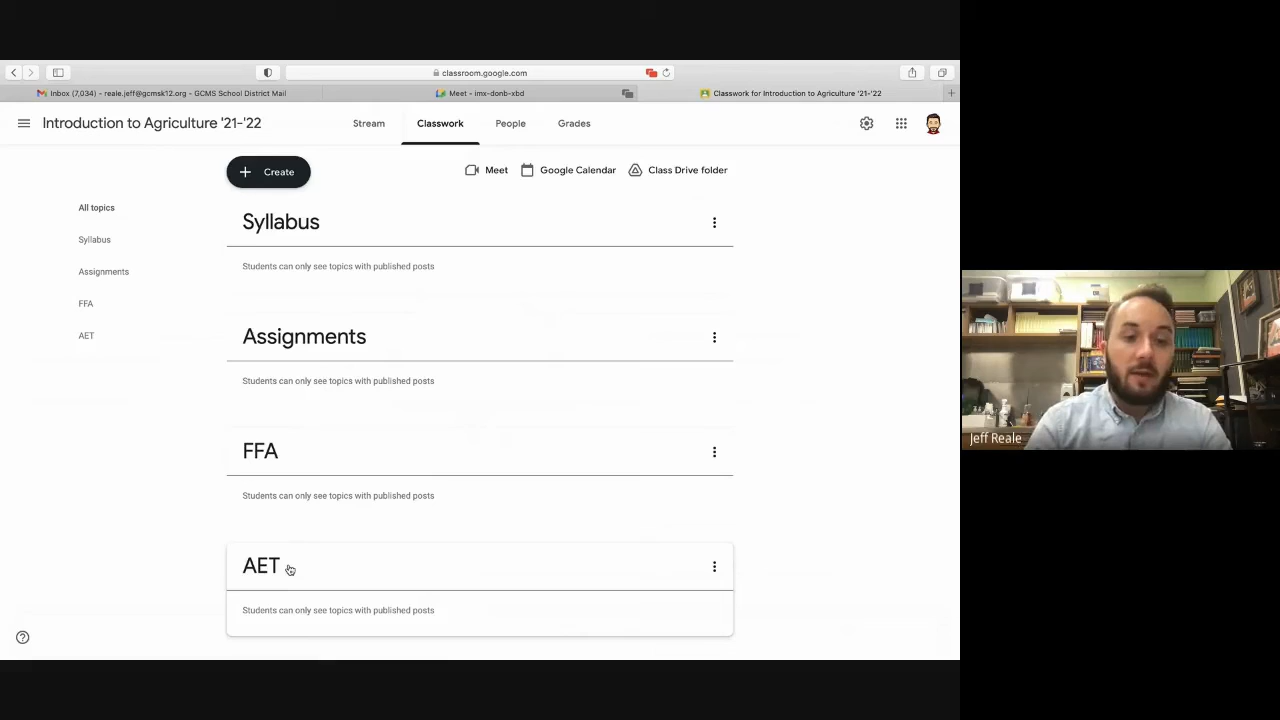 classroom.google.com
Inbox (7,034) - reale.jeff@gcmsk12.org - GCMS School District Mail
Meet - imx-donb-xbd
Classwork for Introduction to Agriculture '21-'22
Introduction to Agriculture '21-'22
Stream
Classwork
People
Grades
Create
Meet
Google Calendar
Class Drive folder
All topics
Syllabus
Assignments
FFA
AET
Syllabus
Students can only see topics with published posts
Assignments
Students can only see topics with published posts
FFA
Students can only see topics with published posts
AET
Students can only see topics with published posts
Jeff Reale